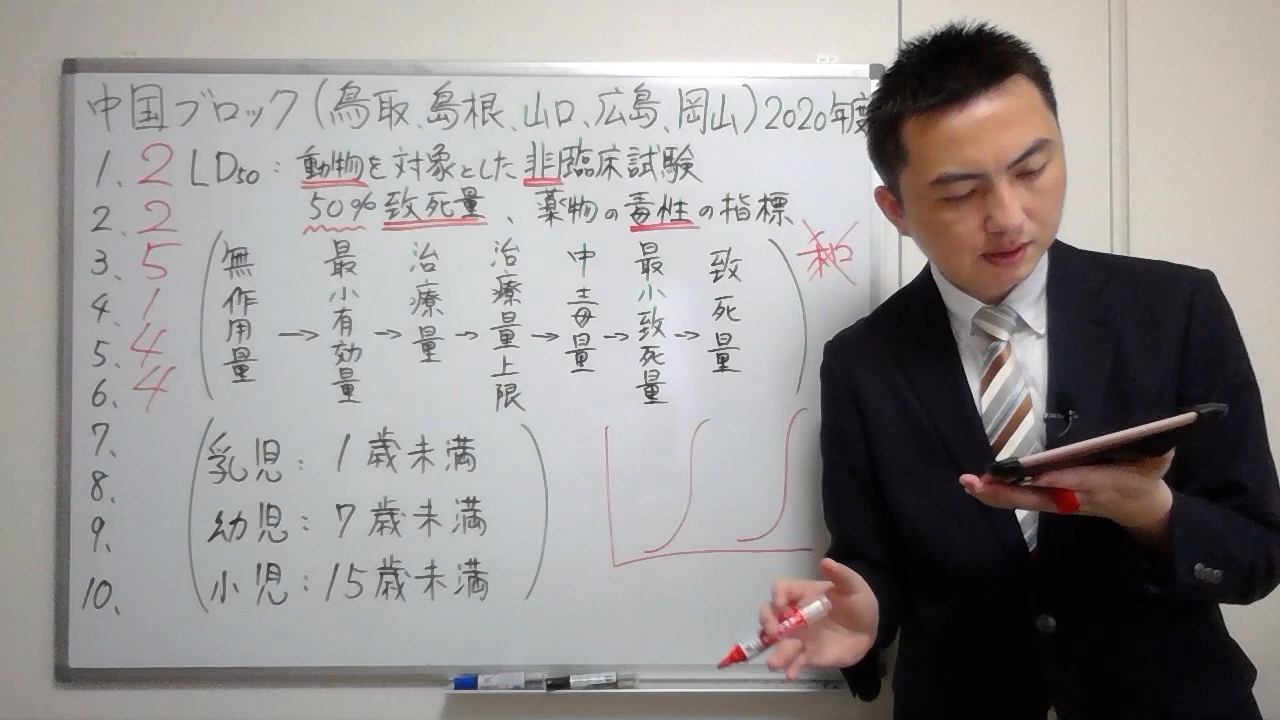 中国ブロック(鳥取、島根、山口、広島、岡山)2020年度
1、2 LD50:動物を対象とした非臨床試験
50%致死量、薬物の毒性の指標
2、2
3、5
4、1
5、4
6、4
7、
8、
9、
10、
(無作用量→最小有効量→治療量→治療量上限→中毒量→最小致死量→致死量)
(乳児:1歳未満
幼児:7歳未満
小児:15歳未満)